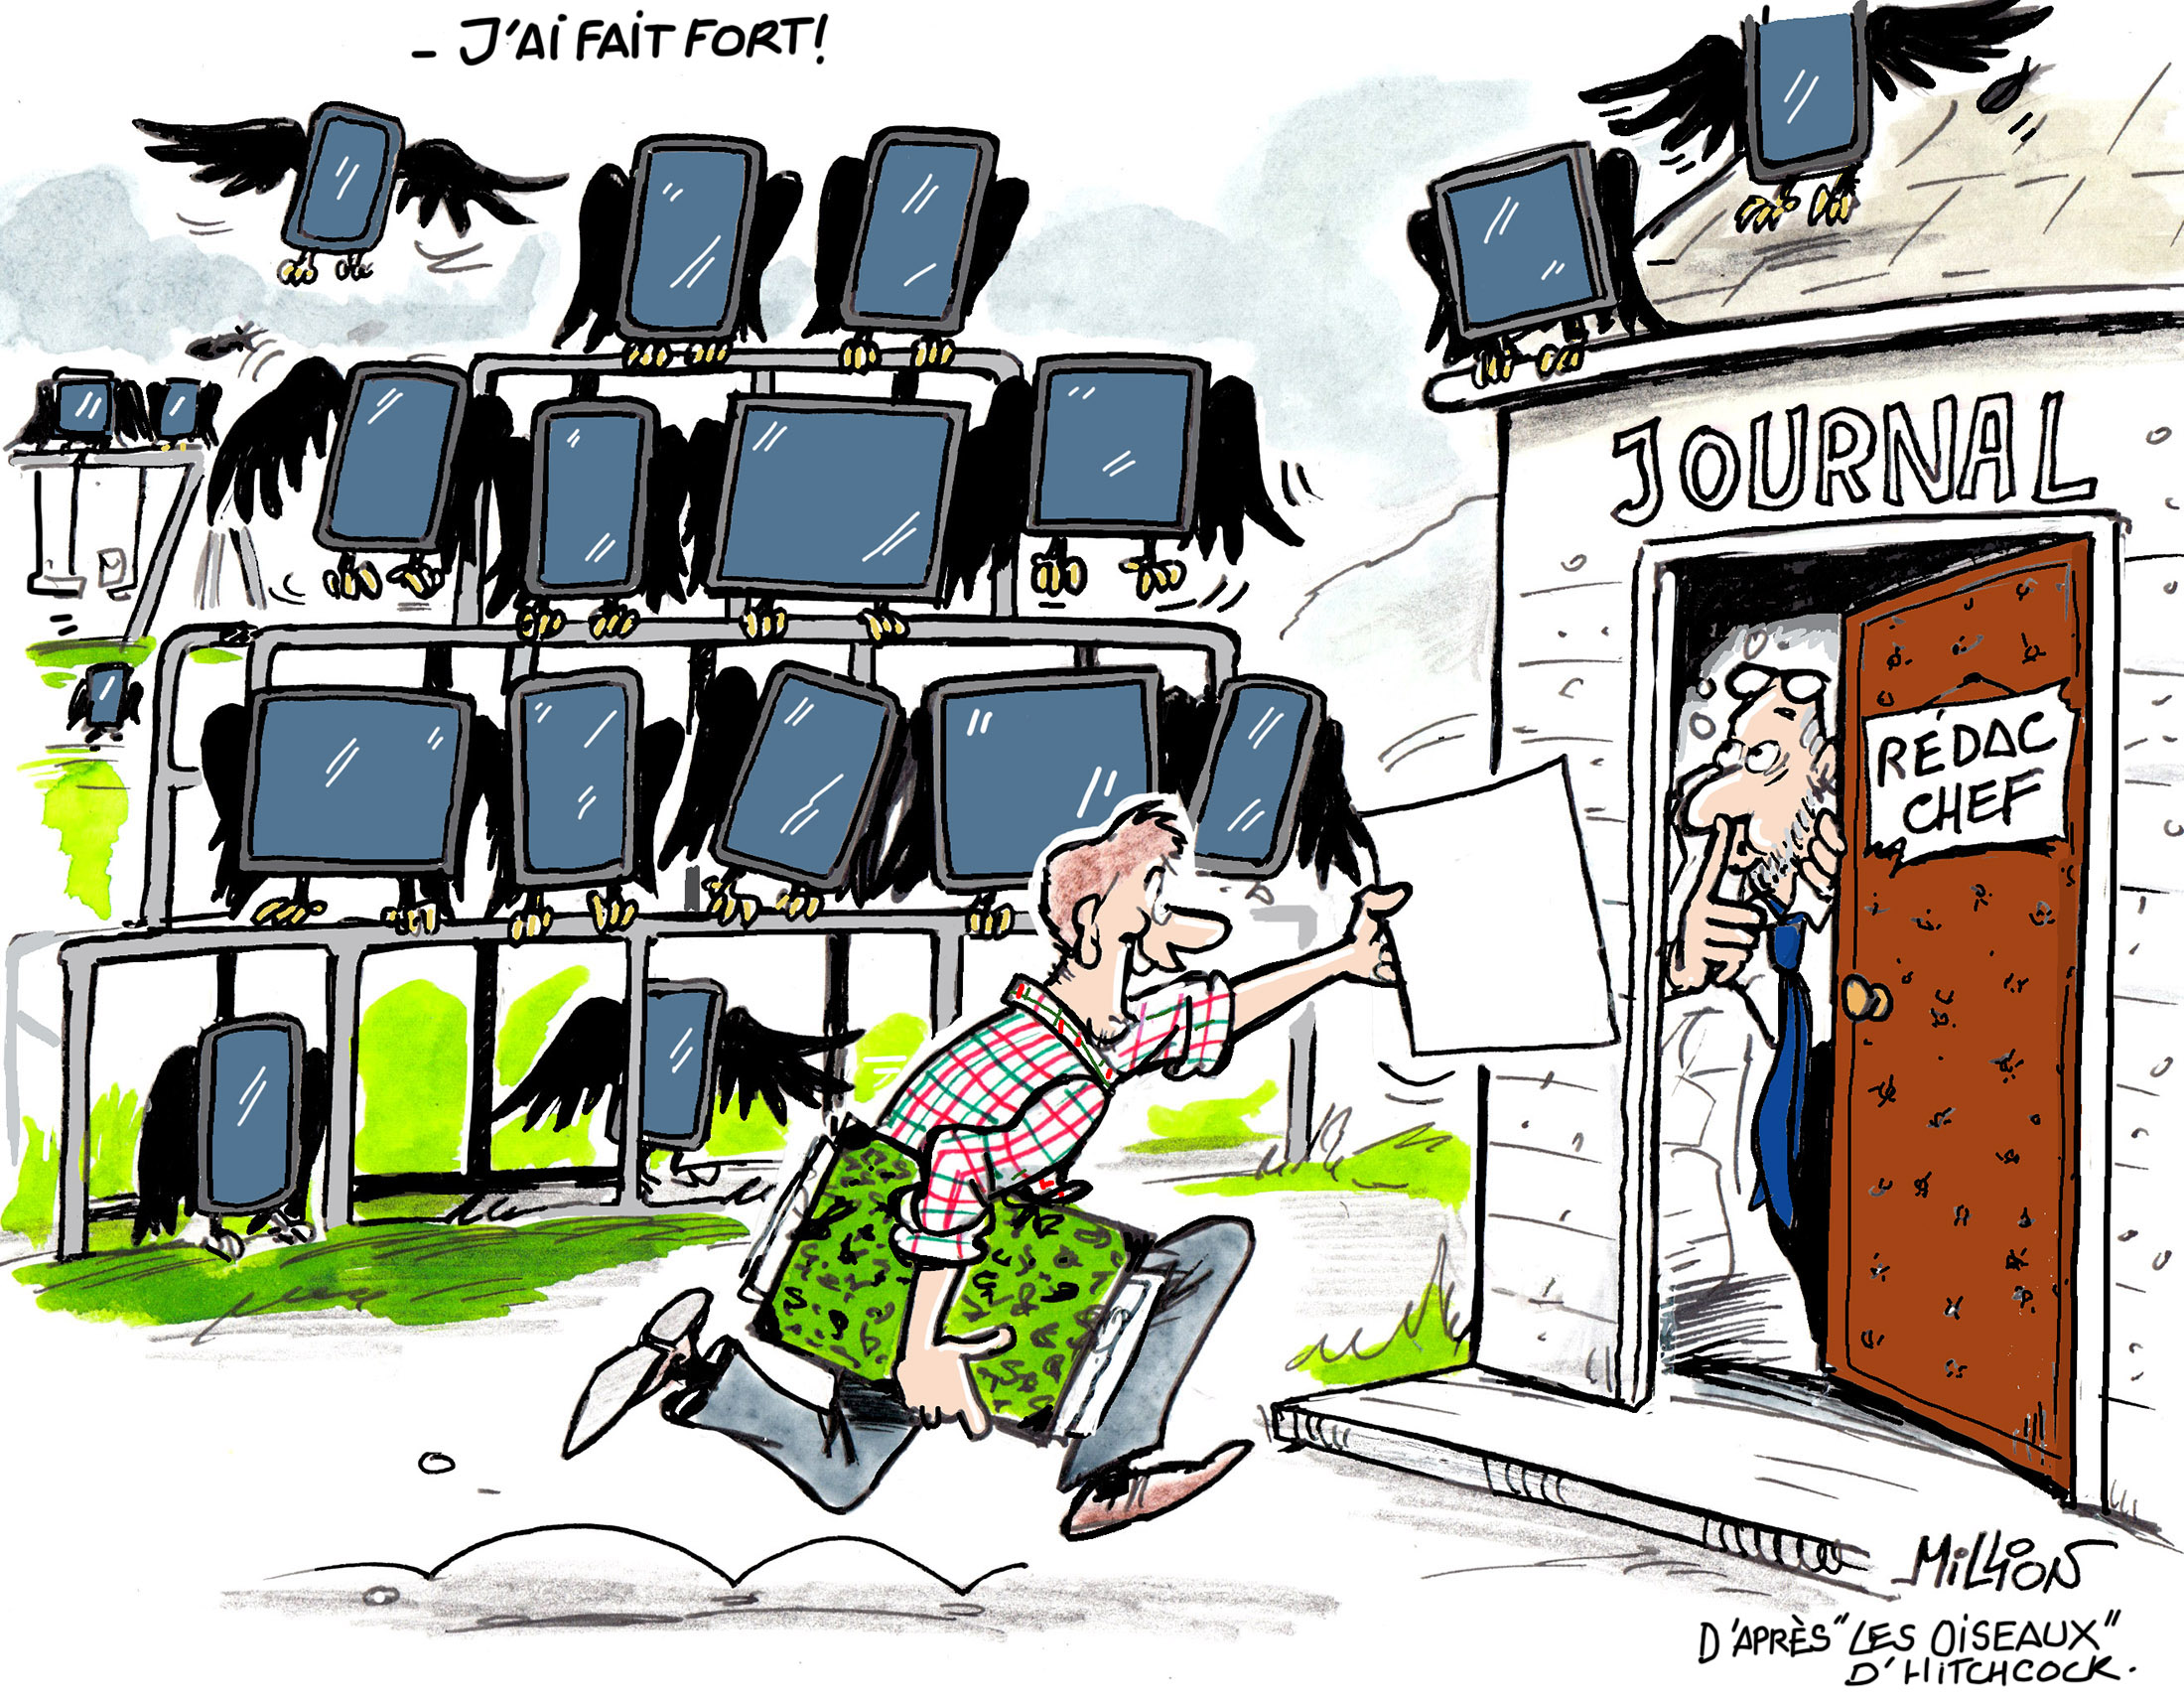 - J'AI FAIT FORT!
JOURNAL
RÉDAC
CHEF
MILLION
D'APRÈS "LES OISEAUX"
D'HITCHCOCK.